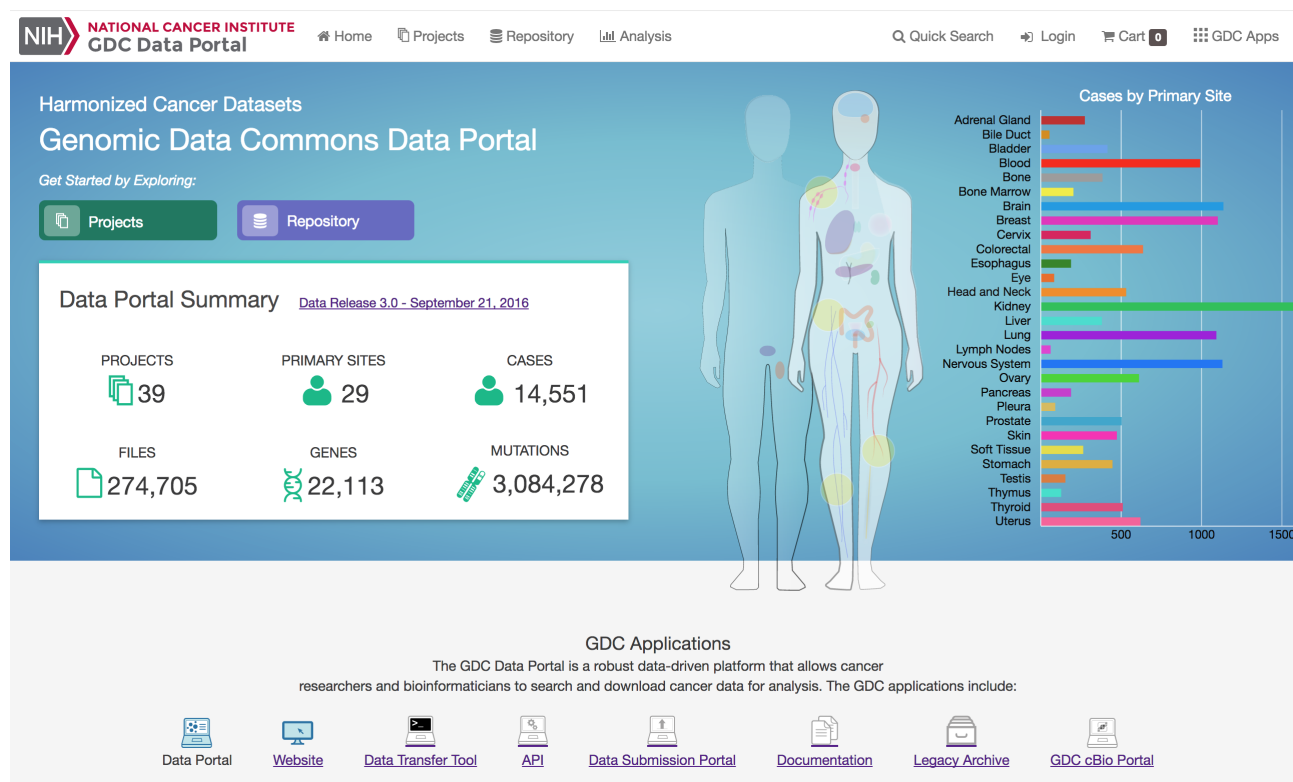 NIH NATIONAL CANCER INSTITUTE
GDC Data Portal
Home Projects Repository Analysis Quick Search Login Cart 0 GDC Apps
Harmonized Cancer Datasets
Genomic Data Commons Data Portal
Get Started by Exploring:
Projects Repository
Data Portal Summary Data Release 3.0 - September 21, 2016
PROJECTS PRIMARY SITES CASES
39 29 14,551
FILES GENES MUTATIONS
274,705 22,113 3,084,278
Cases by Primary Site
Adrenal Gland
Bile Duct
Bladder
Blood
Bone
Bone Marrow
Brain
Breast
Cervix
Colorectal
Esophagus
Eye
Head and Neck
Kidney
Liver
Lung
Lymph Nodes
Nervous System
Ovary
Pancreas
Pleura
Prostate
Skin
Soft Tissue
Stomach
Testis
Thymus
Thyroid
Uterus
500 1000 1500
GDC Applications
The GDC Data Portal is a robust data-driven platform that allows cancer
researchers and bioinformaticians to search and download cancer data for analysis. The GDC applications include:
Data Portal Website Data Transfer Tool API Data Submission Portal Documentation Legacy Archive GDC cBio Portal